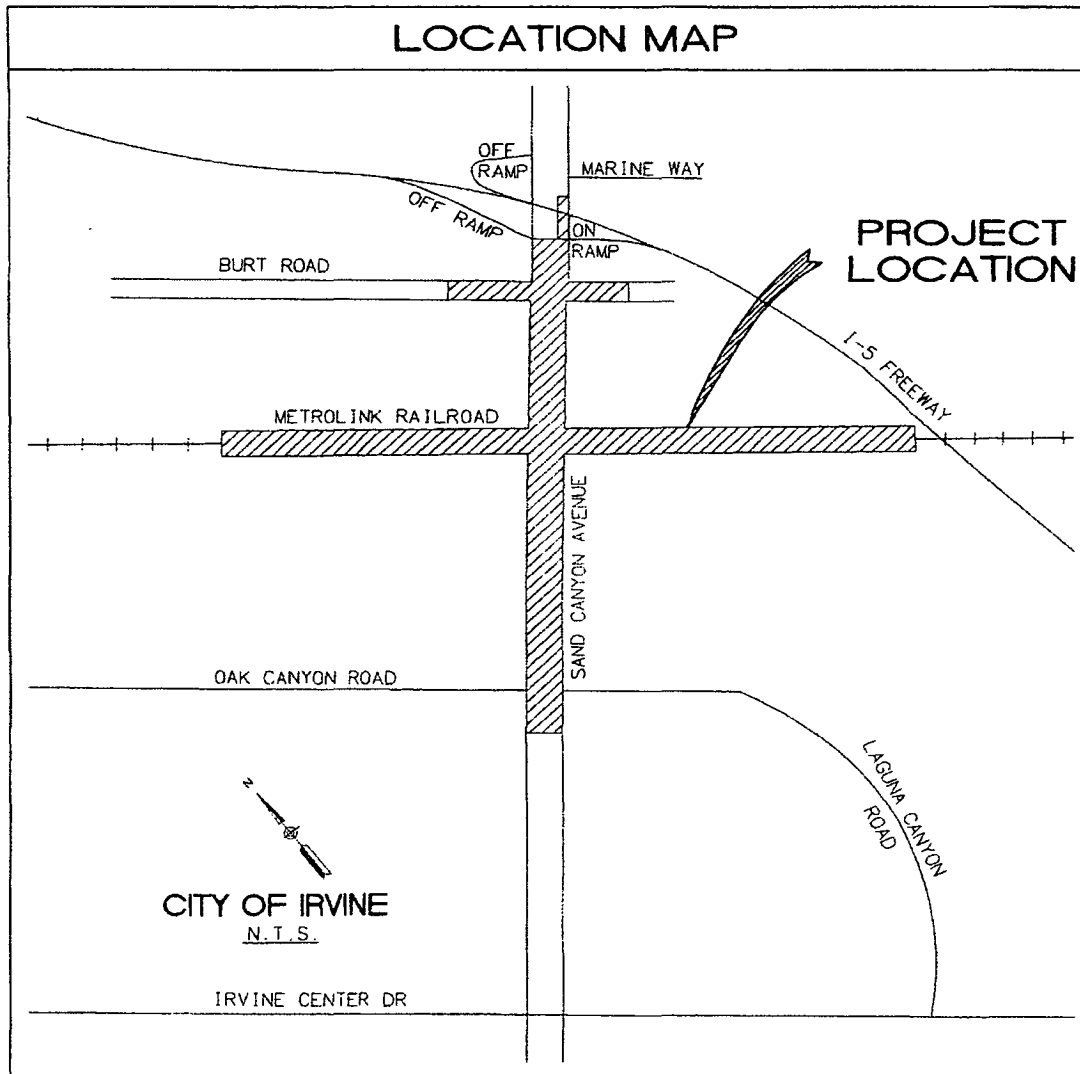 LOCATION MAP
OFF
RAMP
MARINE WAY
OFF RAMP
ON
RAMP
PROJECT
LOCATION
BURT ROAD
I-5 FREEWAY
METROLINK RAILROAD
SAND CANYON AVENUE
OAK CANYON ROAD
LAGUNA CANYON
ROAD
N
CITY OF IRVINE
N.T.S.
IRVINE CENTER DR